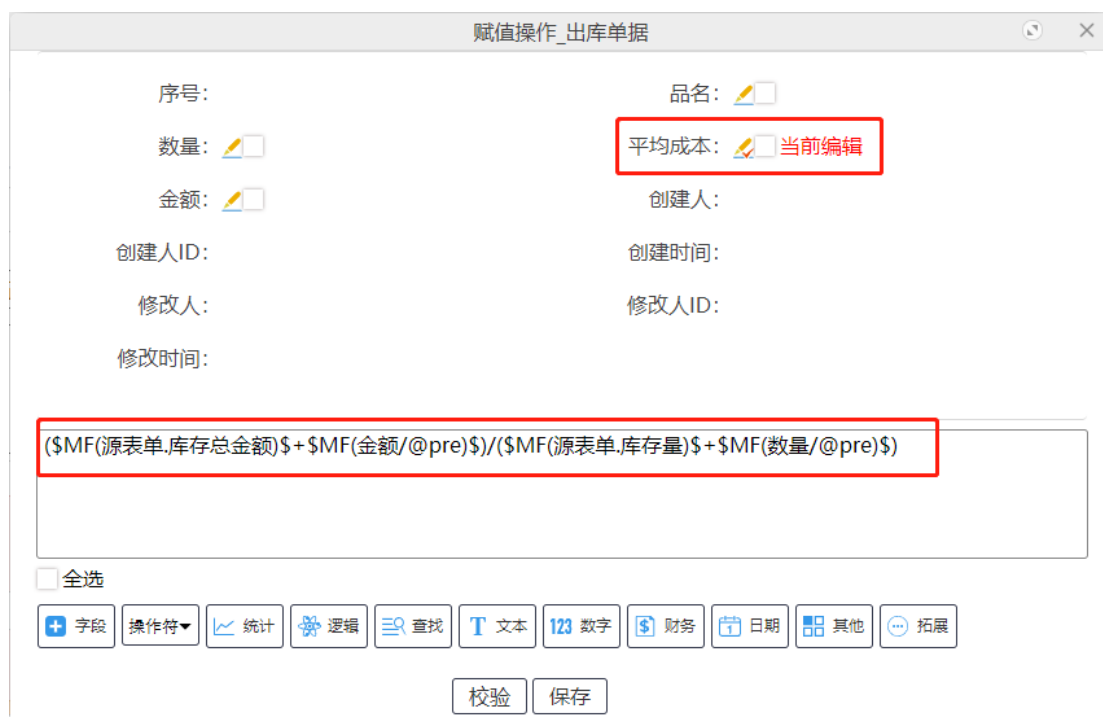 赋值操作_出库单据
序号：
品名：
数量：
平均成本： 当前编辑
金额：
创建人：
创建人ID：
创建时间：
修改人：
修改人ID：
修改时间：
($MF(源表单.库存总金额)$+$MF(金额/@pre)$)/($MF(源表单.库存量)$+$MF(数量/@pre)$)
全选
字段 操作符 统计 逻辑 查找 T 文本 123 数字 $ 财务 1 日期 其他 拓展
校验 保存